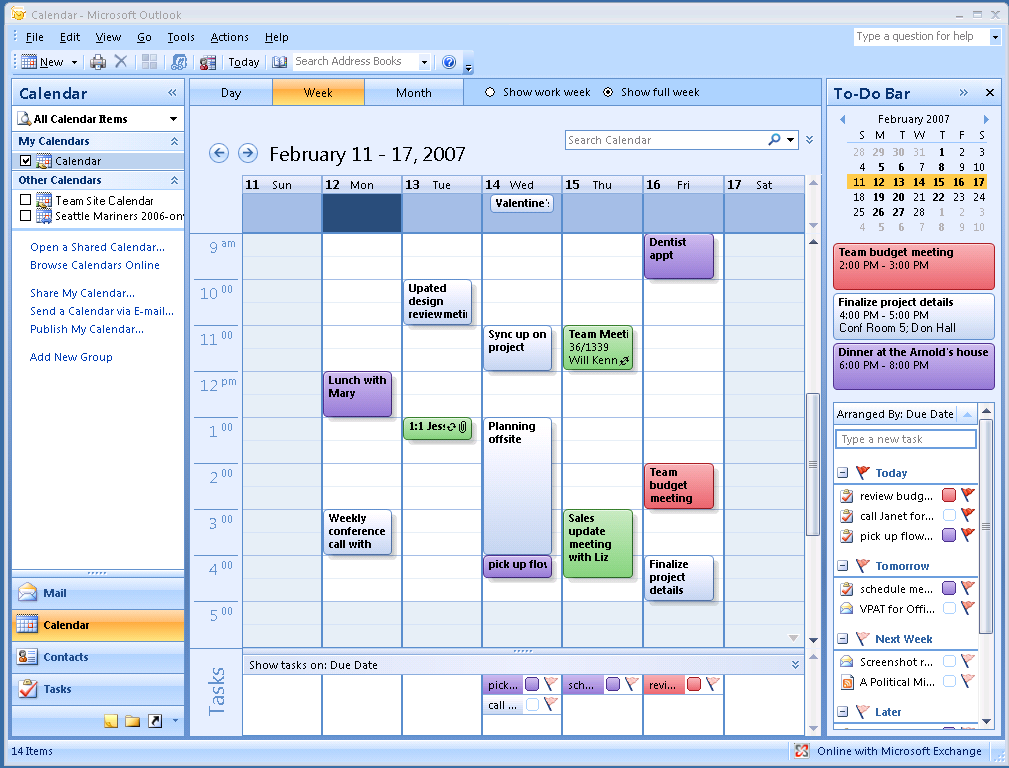 Calendar - Microsoft Outlook
File Edit View Go Tools Actions Help
Type a question for help
New Today Search Address Books
Calendar «
All Calendar Items
My Calendars
Calendar
Other Calendars
Team Site Calendar
Seattle Mariners 2006-on
Open a Shared Calendar...
Browse Calendars Online
Share My Calendar...
Send a Calendar via E-mail...
Publish My Calendar...
Add New Group
Mail
Calendar
Contacts
Tasks
Day Week Month Show work week Show full week
February 11 - 17, 2007
Search Calendar
11 Sun 12 Mon 13 Tue 14 Wed 15 Thu 16 Fri 17 Sat
Valentine's
9 am
10 00
11 00
12 pm
1 00
2 00
3 00
4 00
5 00
Dentist
appt
Upated
design
review meetin
Sync up on
project
Team Meeti
36/1339
Will Kenn
Lunch with
Mary
1:1 Jess
Planning
offsite
Team
budget
meeting
Weekly
conference
call with
Sales
update
meeting
with Liz
pick up flow
Finalize
project
details
Tasks
Show tasks on: Due Date
pick... sch... revi...
call ...
To-Do Bar »
February 2007
S M T W T F S
28 29 30 31 1 2 3
4 5 6 7 8 9 10
11 12 13 14 15 16 17
18 19 20 21 22 23 24
25 26 27 28 1 2 3
4 5 6 7 8 9 10
Team budget meeting
2:00 PM - 3:00 PM
Finalize project details
4:00 PM - 5:00 PM
Conf Room 5; Don Hall
Dinner at the Arnold's house
6:00 PM - 8:00 PM
Arranged By: Due Date
Type a new task
Today
review budg...
call Janet for...
pick up flow...
Tomorrow
schedule me...
VPAT for Offi...
Next Week
Screenshot r...
A Political Mi...
Later
14 Items
Online with Microsoft Exchange